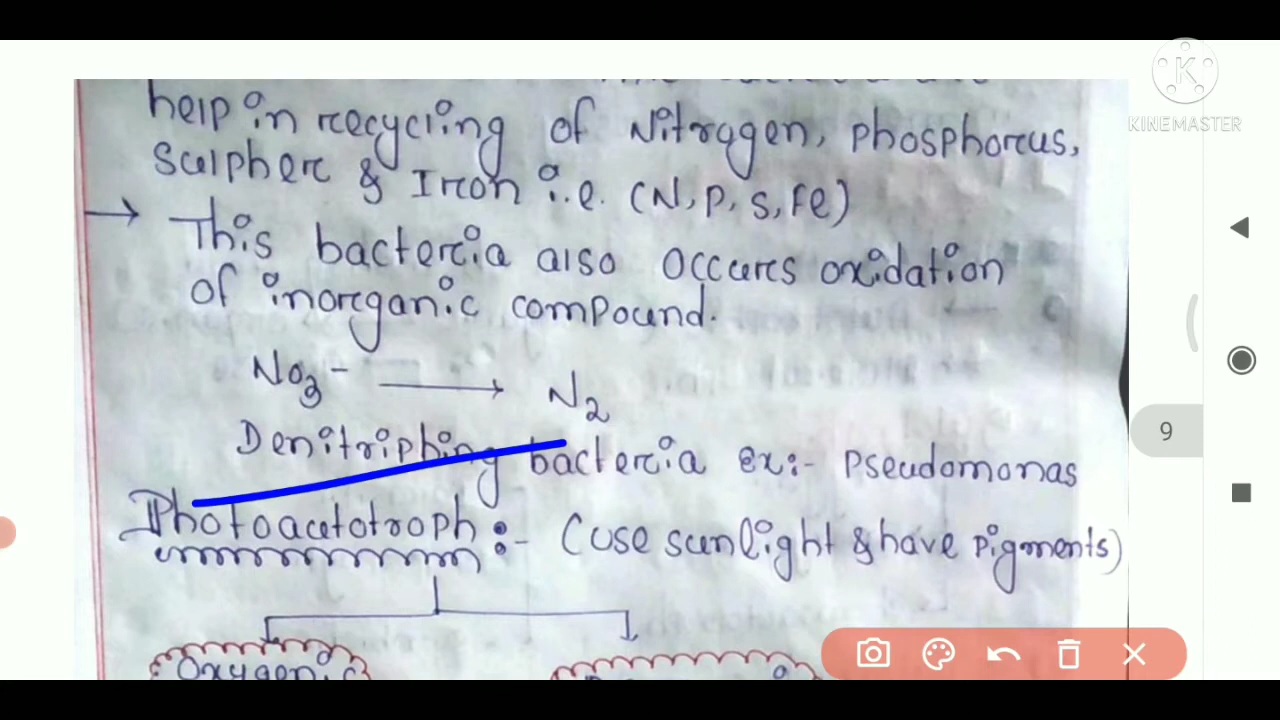 help in recycling of Nitrogen, phosphorus,
Sulpher & Iron i.e. (N, P, S, Fe)
→ This bacteria also occurs oxidation
of inorganic compound.
NO3- → N2
Denitriphing bacteria ex:- Pseudomonas
Photoautotroph :- (use sunlight & have pigments)
Oxygenic
KINEMASTER
9